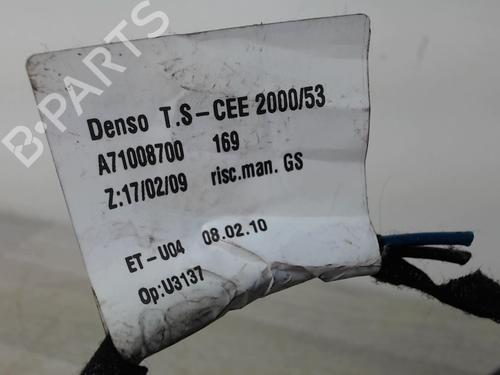 B-PARTS
Denso T.S-CEE 2000/53
A71008700 169
Z:17/02/09 risc.man. GS
ET-U04 08.02.10
Op:U3137